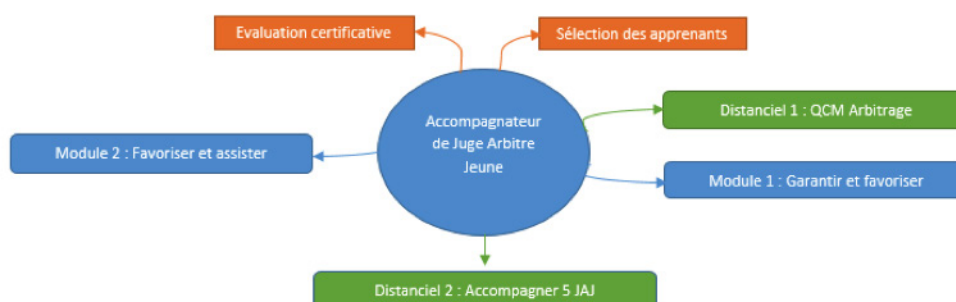 Evaluation certificative
Sélection des apprenants
Accompagnateur
de Juge Arbitre
Jeune
Distanciel 1 : QCM Arbitrage
Module 2 : Favoriser et assister
Module 1 : Garantir et favoriser
Distanciel 2 : Accompagner 5 JAJ